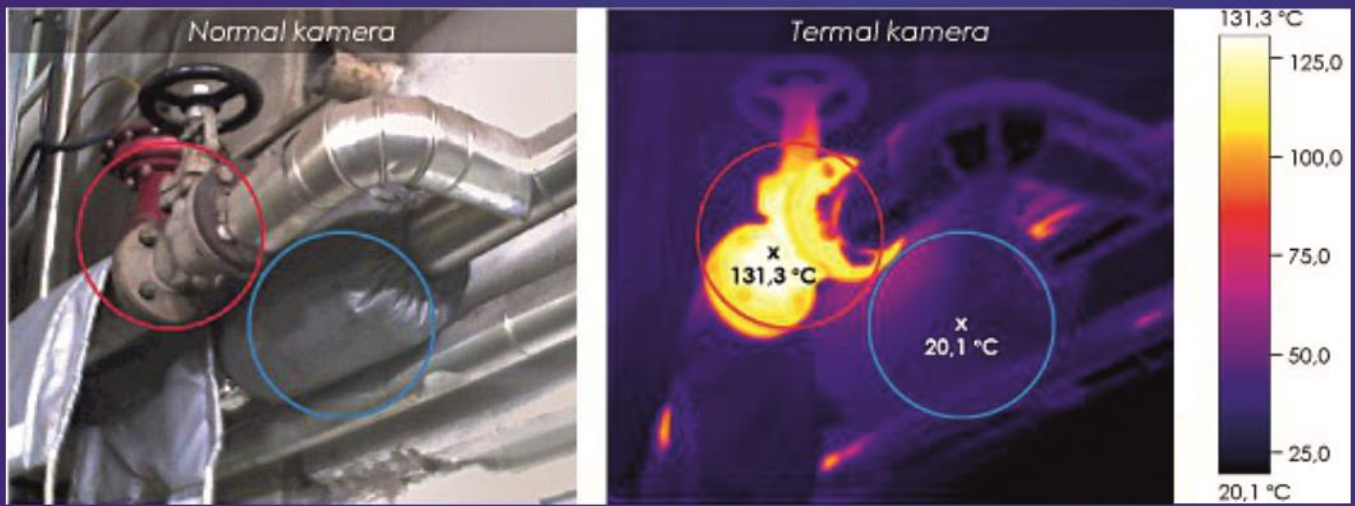 Normal kamera
Termal kamera
x
131,3 °C
x
20,1 °C
131,3 °C
125,0
100,0
75,0
50,0
25,0
20,1 °C